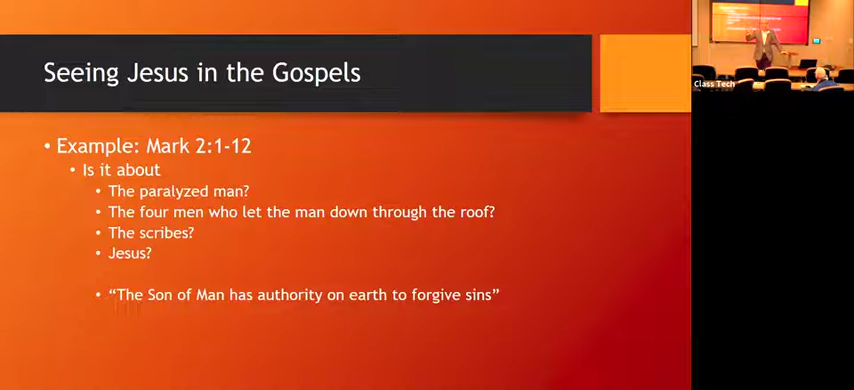 Seeing Jesus in the Gospels
• Example: Mark 2:1-12
• Is it about
• The paralyzed man?
• The four men who let the man down through the roof?
• The scribes?
• Jesus?
• “The Son of Man has authority on earth to forgive sins”
Class Tech